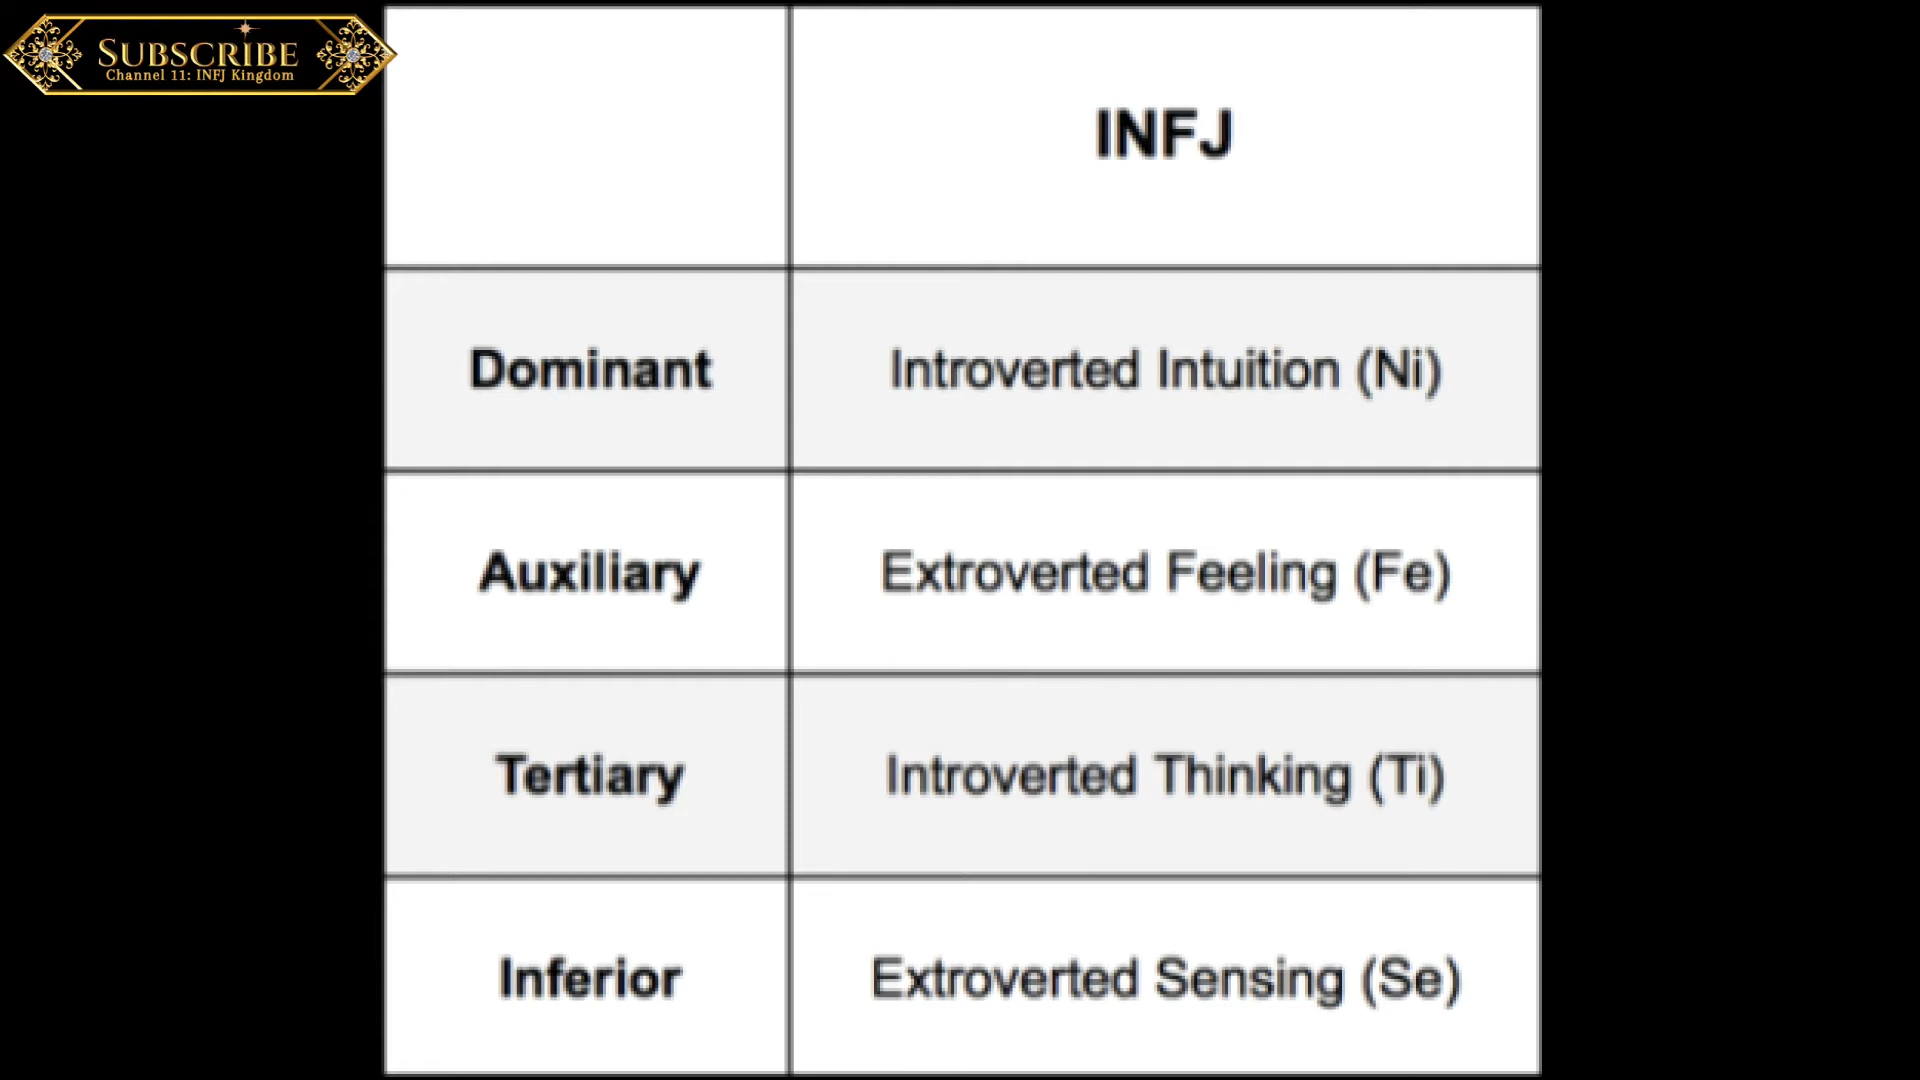 SUBSCRIBE
Channel 11: INFJ Kingdom
INFJ
Dominant Introverted Intuition (Ni)
Auxiliary Extroverted Feeling (Fe)
Tertiary Introverted Thinking (Ti)
Inferior Extroverted Sensing (Se)